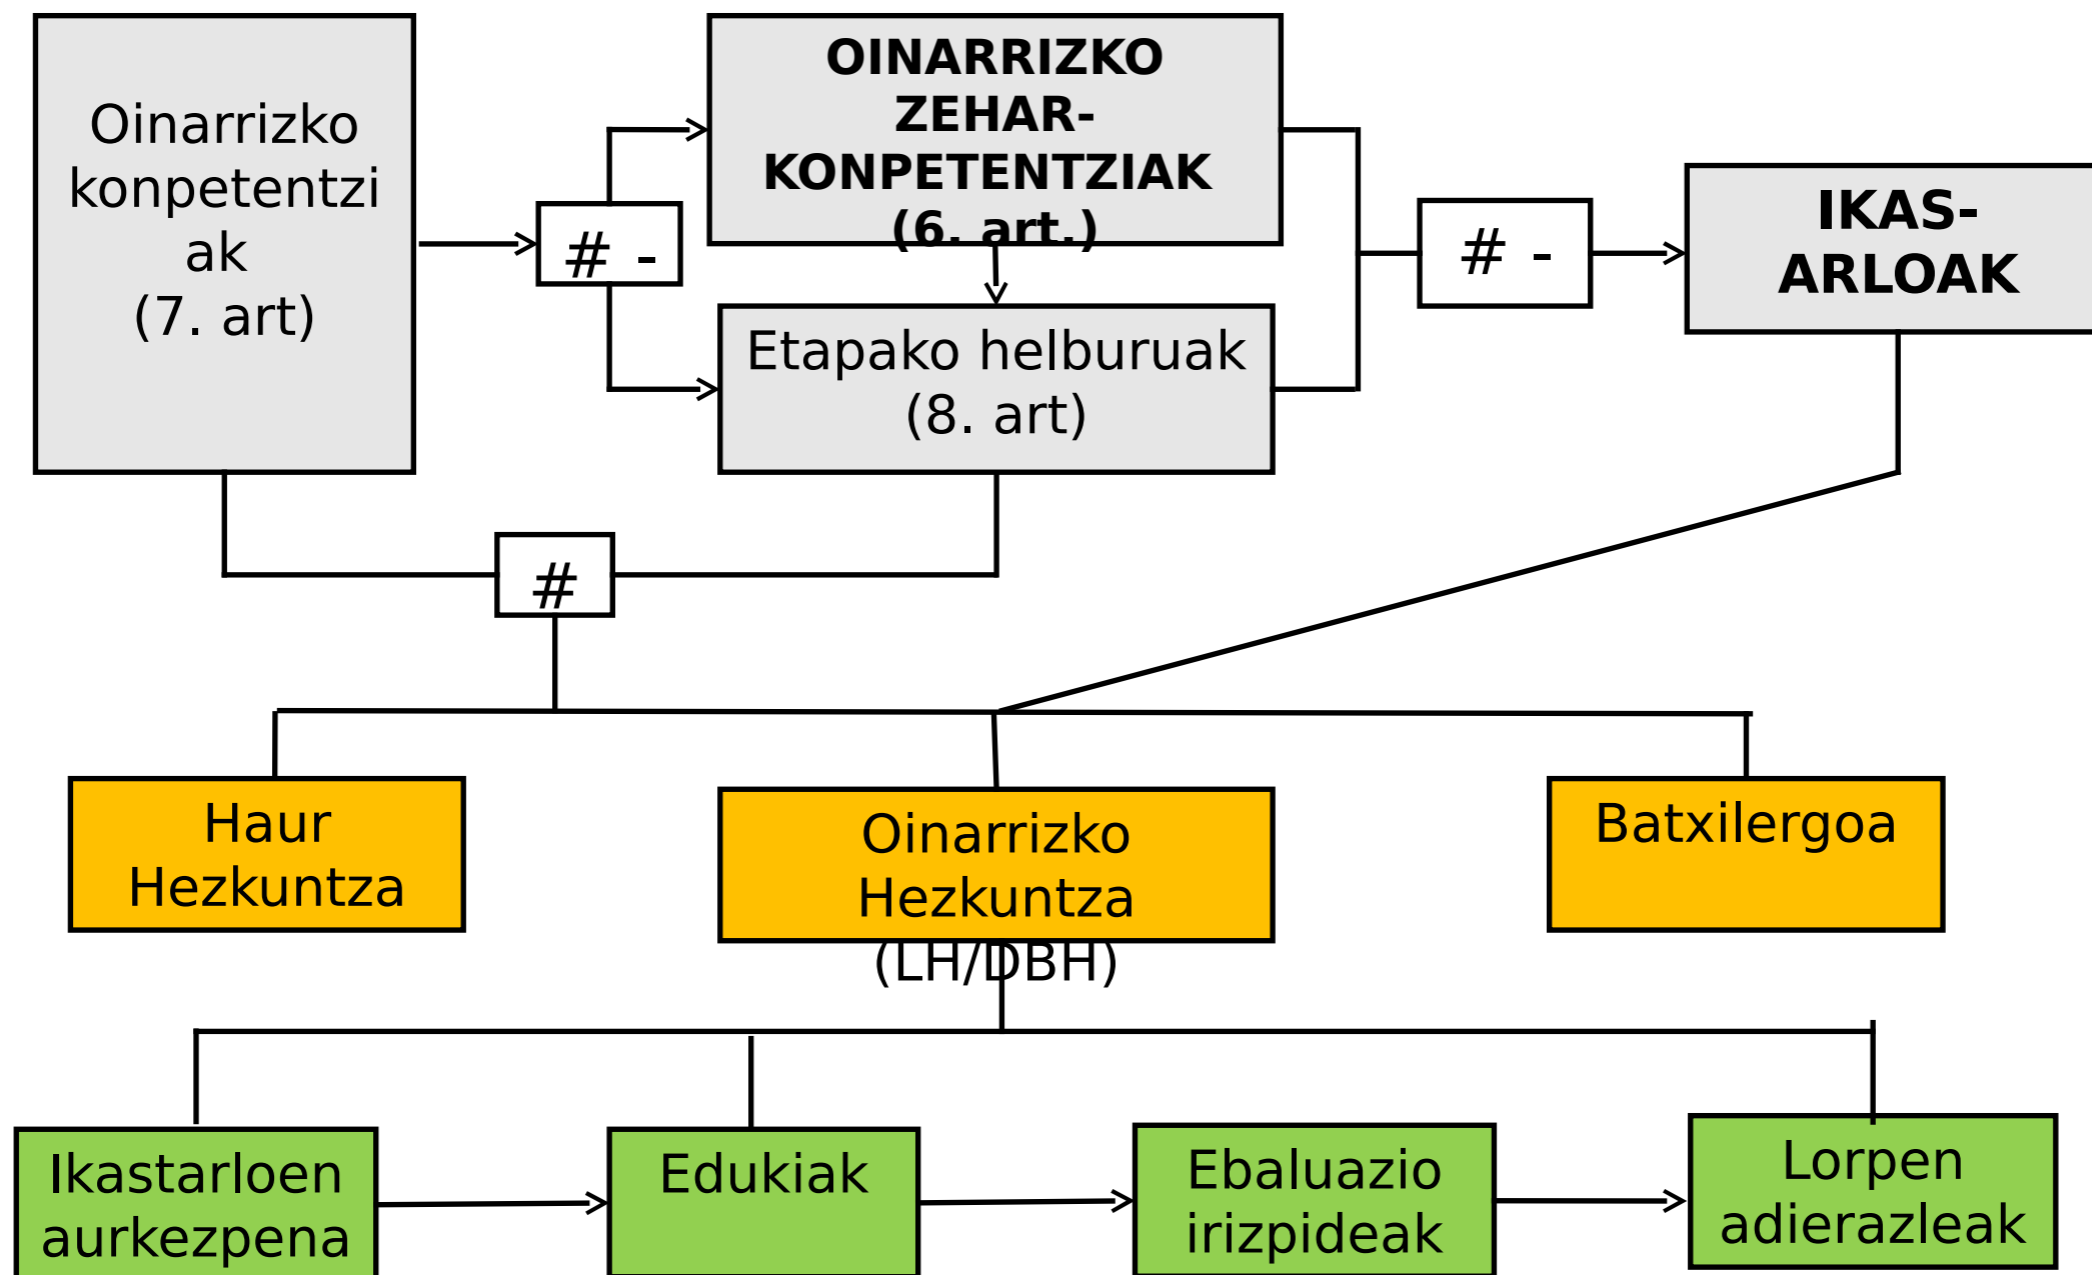 Oinarrizko
konpetentzi
ak
(7. art)
# -
OINARRIZKO
ZEHAR-
KONPETENTZIAK
(6. art.)
Etapako helburuak
(8. art)
# -
IKAS-
ARLOAK
#
Haur
Hezkuntza
Oinarrizko
Hezkuntza
(LH/DBH)
Batxilergoa
Ikastarloen
aurkezpena
Edukiak
Ebaluazio
irizpideak
Lorpen
adierazleak